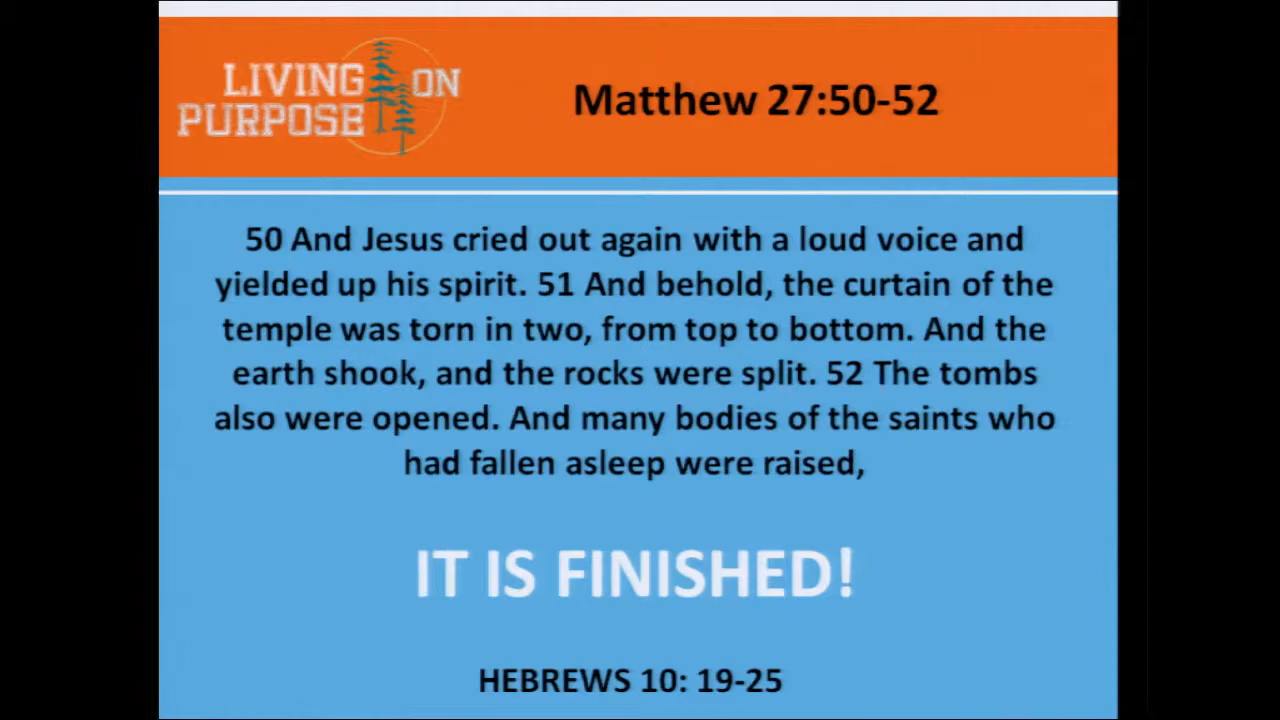 LIVING ON
PURPOSE
Matthew 27:50-52
50 And Jesus cried out again with a loud voice and
yielded up his spirit. 51 And behold, the curtain of the
temple was torn in two, from top to bottom. And the
earth shook, and the rocks were split. 52 The tombs
also were opened. And many bodies of the saints who
had fallen asleep were raised,
IT IS FINISHED!
HEBREWS 10: 19-25